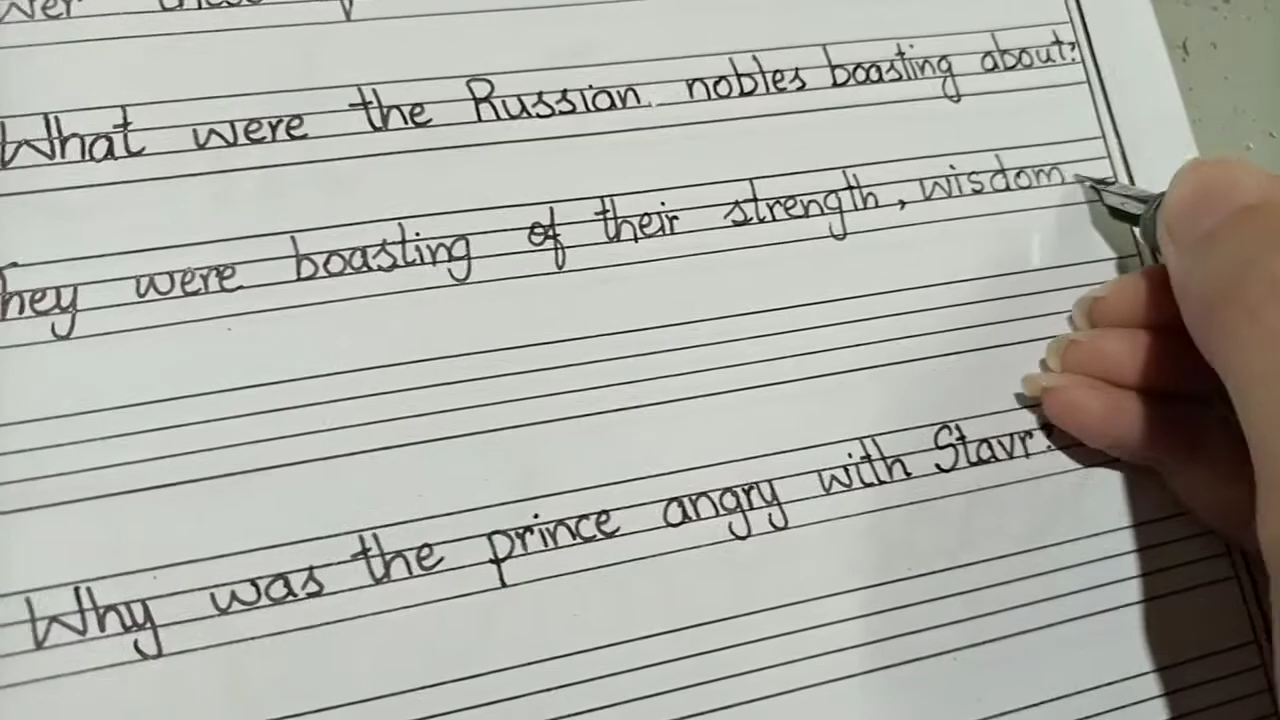 What were the Russian nobles boasting about?
They were boasting of their strength, wisdom
Why was the prince angry with Stavr?